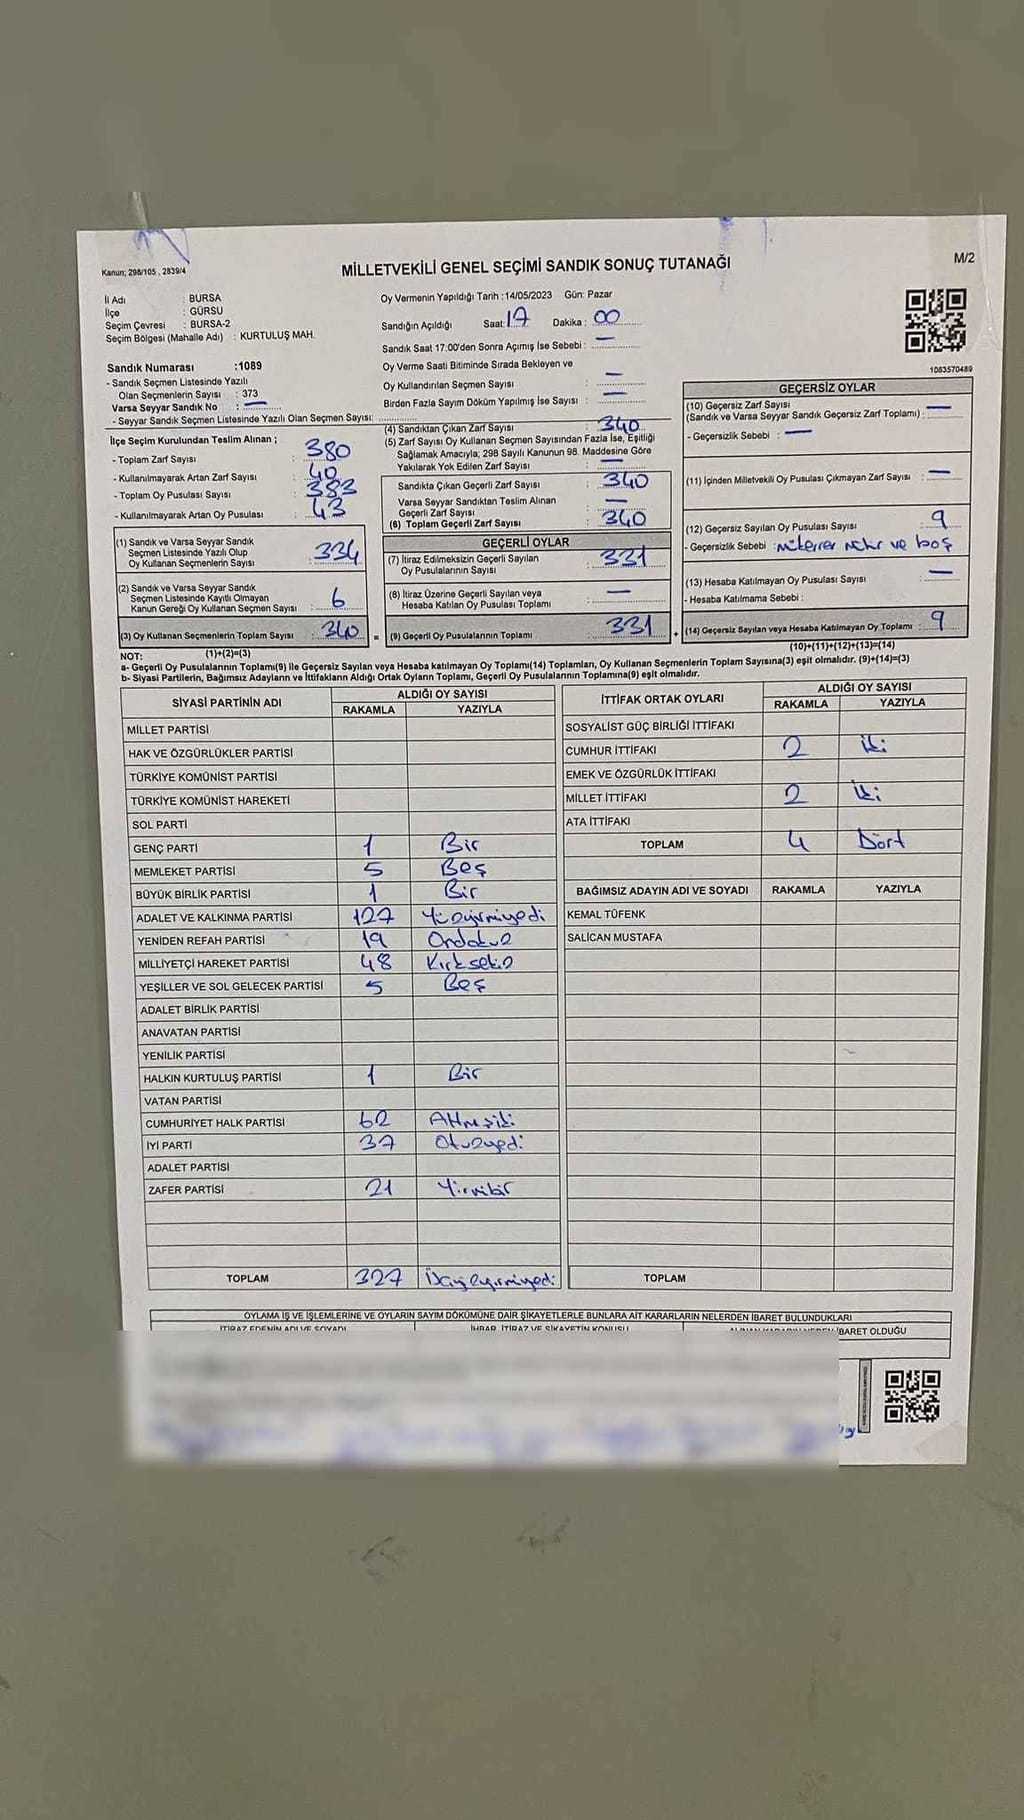 Kanun; 298/105 , 2839/4
MİLLETVEKİLİ GENEL SEÇİMİ SANDIK SONUÇ TUTANAĞI
M/2
İl Adı : BURSA
İlçe : GÜRSU
Seçim Çevresi : BURSA-2
Seçim Bölgesi (Mahalle Adı) : KURTULUŞ MAH.
Sandık Numarası :1089
- Sandık Seçmen Listesinde Yazılı
Olan Seçmenlerin Sayısı : 373
Varsa Seyyar Sandık No : —
- Seyyar Sandık Seçmen Listesinde Yazılı Olan Seçmen Sayısı:
Oy Vermenin Yapıldığı Tarih :14/05/2023 Gün: Pazar
Sandığın Açıldığı Saat: 17 Dakika : 00
Sandık Saat 17:00'den Sonra Açımış İse Sebebi : —
Oy Verme Saati Bitiminde Sırada Bekleyen ve
Oy Kullandırılan Seçmen Sayısı : —
Birden Fazla Sayım Döküm Yapılmış İse Sayısı : —
1083570489
İlçe Seçim Kurulundan Teslim Alınan ;
- Toplam Zarf Sayısı : 380
- Kullanılmayarak Artan Zarf Sayısı : 40
- Toplam Oy Pusulası Sayısı : 383
- Kullanılmayarak Artan Oy Pusulası : 43
(1) Sandık ve Varsa Seyyar Sandık
Seçmen Listesinde Yazılı Olup
Oy Kullanan Seçmenlerin Sayısı : 334
(2) Sandık ve Varsa Seyyar Sandık
Seçmen Listesinde Kayıtlı Olmayan
Kanun Gereği Oy Kullanan Seçmen Sayısı : 6
(3) Oy Kullanan Seçmenlerin Toplam Sayısı : 340 =
(4) Sandıktan Çıkan Zarf Sayısı : 340
(5) Zarf Sayısı Oy Kullanan Seçmen Sayısından Fazla İse, Eşitliği
Sağlamak Amacıyla, 298 Sayılı Kanunun 98. Maddesine Göre
Yakılarak Yok Edilen Zarf Sayısı : —
Sandıkta Çıkan Geçerli Zarf Sayısı : 340
Varsa Seyyar Sandıktan Teslim Alınan
Geçerli Zarf Sayısı : —
(6) Toplam Geçerli Zarf Sayısı : 340
GEÇERLİ OYLAR
(7) İtiraz Edilmeksizin Geçerli Sayılan
Oy Pusulalarının Sayısı : 331
(8) İtiraz Üzerine Geçerli Sayılan veya
Hesaba Katılan Oy Pusulası Toplamı : —
(9) Geçerli Oy Pusulalarının Toplamı : 331 +
GEÇERSİZ OYLAR
(10) Geçersiz Zarf Sayısı : —
(Sandık ve Varsa Seyyar Sandık Geçersiz Zarf Toplamı)
- Geçersizlik Sebebi : —
(11) İçinden Milletvekili Oy Pusulası Çıkmayan Zarf Sayısı : —
(12) Geçersiz Sayılan Oy Pusulası Sayısı : 9
- Geçersizlik Sebebi : ve boş
(13) Hesaba Katılmayan Oy Pusulası Sayısı : —
- Hesaba Katılmama Sebebi :
(14) Geçersiz Sayılan veya Hesaba Katılmayan Oy Toplamı : 9
NOT: (1)+(2)=(3) (10)+(11)+(12)+(13)=(14)
a- Geçerli Oy Pusulalarının Toplamı(9) ile Geçersiz Sayılan veya Hesaba katılmayan Oy Toplamı(14) Toplamları, Oy Kullanan Seçmenlerin Toplam Sayısına(3) eşit olmalıdır. (9)+(14)=(3)
b- Siyasi Partilerin, Bağımsız Adayların ve İttifakların Aldığı Ortak Oyların Toplamı, Geçerli Oy Pusulalarının Toplamına(9) eşit olmalıdır.
SİYASİ PARTİNİN ADI ALDIĞI OY SAYISI
RAKAMLA YAZIYLA
MİLLET PARTİSİ
HAK VE ÖZGÜRLÜKLER PARTİSİ
TÜRKİYE KOMÜNİST PARTİSİ
TÜRKİYE KOMÜNİST HAREKETİ
SOL PARTİ
GENÇ PARTİ 1 Bir
MEMLEKET PARTİSİ 5 Beş
BÜYÜK BİRLİK PARTİSİ 1 Bir
ADALET VE KALKINMA PARTİSİ 127 Yüzyirmiyedi
YENİDEN REFAH PARTİSİ 19 Ondokuz
MİLLİYETÇİ HAREKET PARTİSİ 48 Kırksekiz
YEŞİLLER VE SOL GELECEK PARTİSİ 5 Beş
ADALET BİRLİK PARTİSİ
ANAVATAN PARTİSİ
YENİLİK PARTİSİ
HALKIN KURTULUŞ PARTİSİ 1 Bir
VATAN PARTİSİ
CUMHURİYET HALK PARTİSİ 62 Altmışiki
İYİ PARTİ 37 Otuzyedi
ADALET PARTİSİ
ZAFER PARTİSİ 21 Yirmibir
TOPLAM 327 Üçyüzyirmiyedi
İTTİFAK ORTAK OYLARI ALDIĞI OY SAYISI
RAKAMLA YAZIYLA
SOSYALİST GÜÇ BİRLİĞİ İTTİFAKI
CUMHUR İTTİFAKI 2 iki
EMEK VE ÖZGÜRLÜK İTTİFAKI
MİLLET İTTİFAKI 2 iki
ATA İTTİFAKI
TOPLAM 4 Dört
BAĞIMSIZ ADAYIN ADI VE SOYADI RAKAMLA YAZIYLA
KEMAL TÜFENK
SALİCAN MUSTAFA
TOPLAM
OYLAMA İŞ VE İŞLEMLERİNE VE OYLARIN SAYIM DÖKÜMÜNE DAİR ŞİKAYETLERLE BUNLARA AİT KARARLARIN NELERDEN İBARET BULUNDUKLARI
İTİRAZ EDENİN ADI VE SOYADI İHBAR, İTİRAZ VE ŞİKAYETİN KONUSU İBARET OLDUĞU